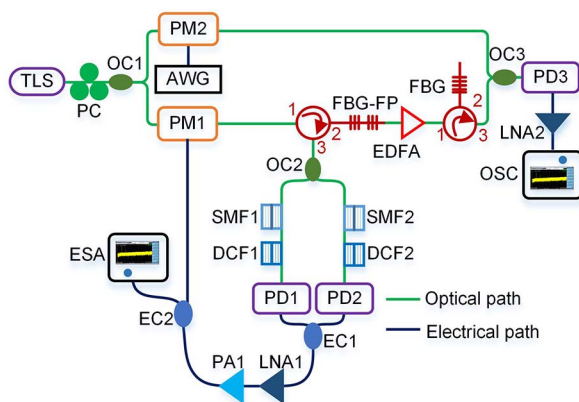 PM2
OC1
OC3
TLS
AWG
FBG
PD3
PC
FBG-FP
2
PM1
1
2
3
1
3
EDFA
LNA2
OC2
OSC
SMF1
SMF2
ESA
DCF1
DCF2
PD1
PD2
Optical path
EC2
EC1
Electrical path
PA1
LNA1